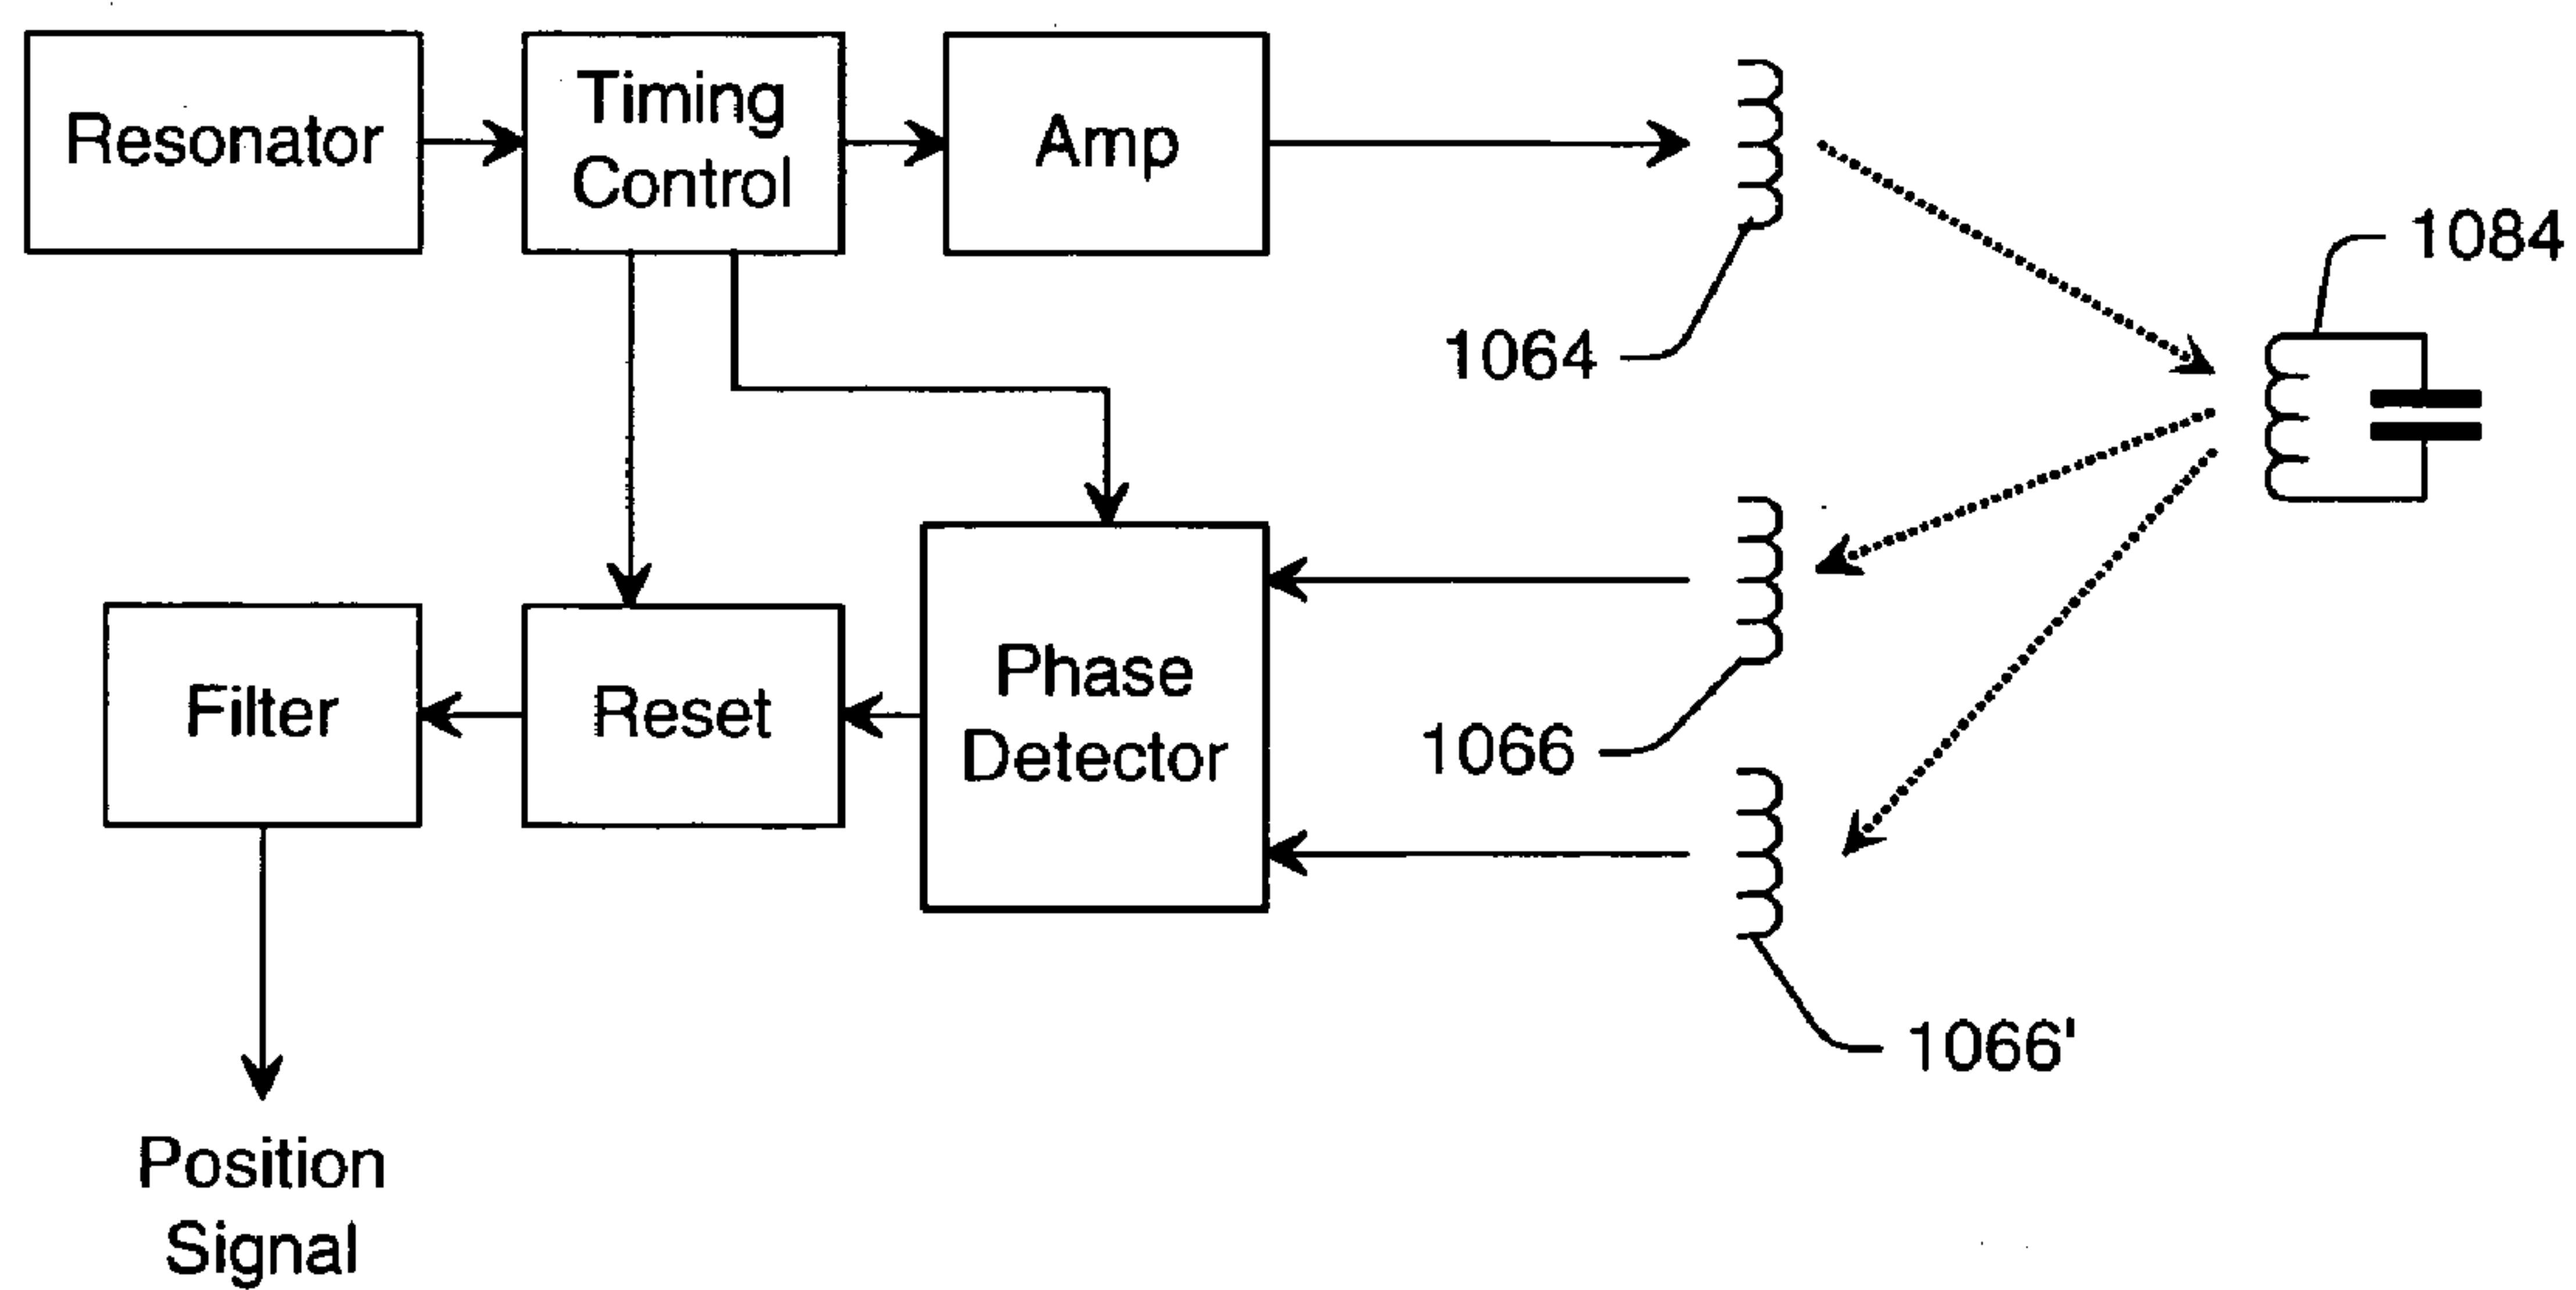 Resonator
Timing
Control
Amp
1084
1064
Filter
Reset
Phase
Detector
1066
1066'
Position
Signal